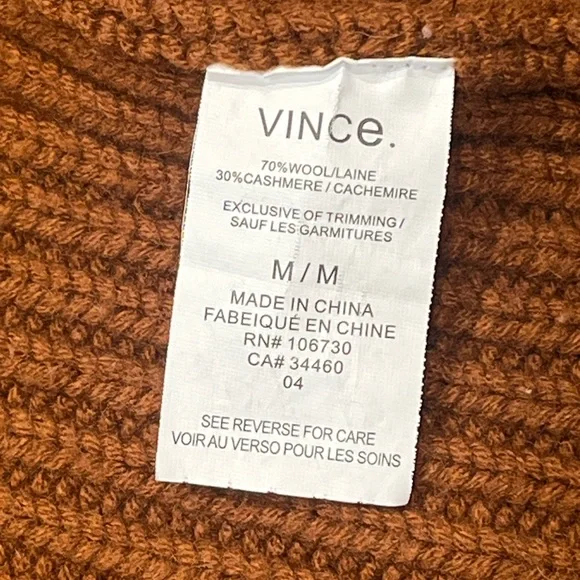 VINCe.
70%WOOL/LAINE
30%CASHMERE / CACHEMIRE
EXCLUSIVE OF TRIMMING /
SAUF LES GARMITURES
M / M
MADE IN CHINA
FABEIQUÉ EN CHINE
RN# 106730
CA# 34460
04
SEE REVERSE FOR CARE
VOIR AU VERSO POUR LES SOINS